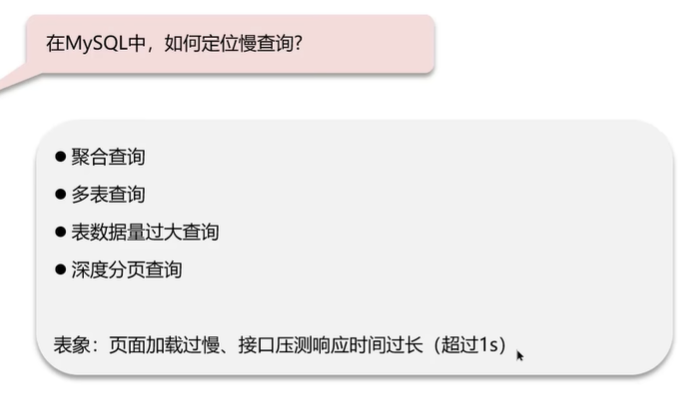 在MySQL中，如何定位慢查询?
● 聚合查询
● 多表查询
● 表数据量过大查询
● 深度分页查询
表象：页面加载过慢、接口压测响应时间过长（超过1s）